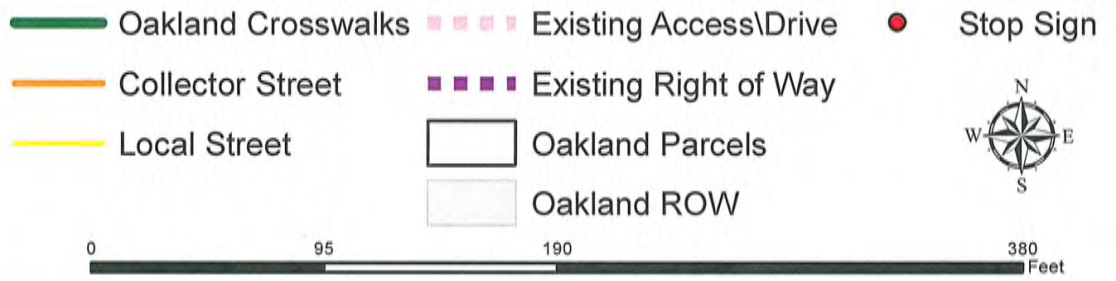 Oakland Crosswalks
Existing Access\Drive
Stop Sign
Collector Street
Existing Right of Way
Local Street
Oakland Parcels
Oakland ROW
N
W E
S
0 95 190 380
Feet